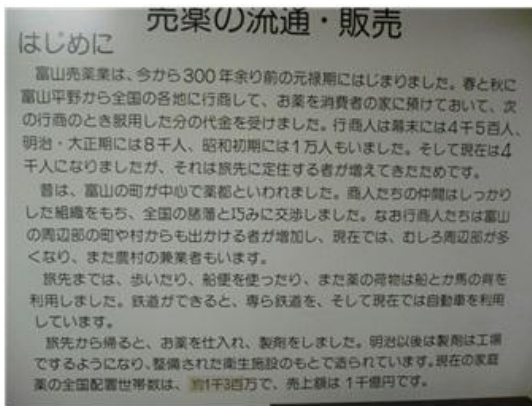 売薬の流通・販売
はじめに
富山売薬業は、今から300年余り前の元禄期にはじまりました。春と秋に
富山平野から全国の各地に行商して、お薬を消費者の家に預けておいて、次
の行商のとき服用した分の代金を受けました。行商人は幕末には4千5百人、
明治・大正期には8千人、昭和初期には1万人もいました。そして現在は4
千人になりましたが、それは旅先に定住する者が増えてきたためです。
昔は、富山の町が中心で薬都といわれました。商人たちの仲間はしっかり
した組織をもち、全国の諸藩と巧みに交渉しました。なお行商人たちは富山
の周辺部の町や村からも出かける者が増加し、現在では、むしろ周辺部が多
くなり、また農村の兼業者もいます。
旅先までは、歩いたり、船便を使ったり、また薬の荷物は船とか馬の背を
利用しました。鉄道ができると、専ら鉄道を、そして現在では自動車を利用
しています。
旅先から帰ると、お薬を仕入れ、製剤をしました。明治以後は製剤は工場
でするようになり、整備された衛生施設のもとで造られています。現在の家庭
薬の全国配置世帯数は、約1千3百万で、売上額は1千億円です。